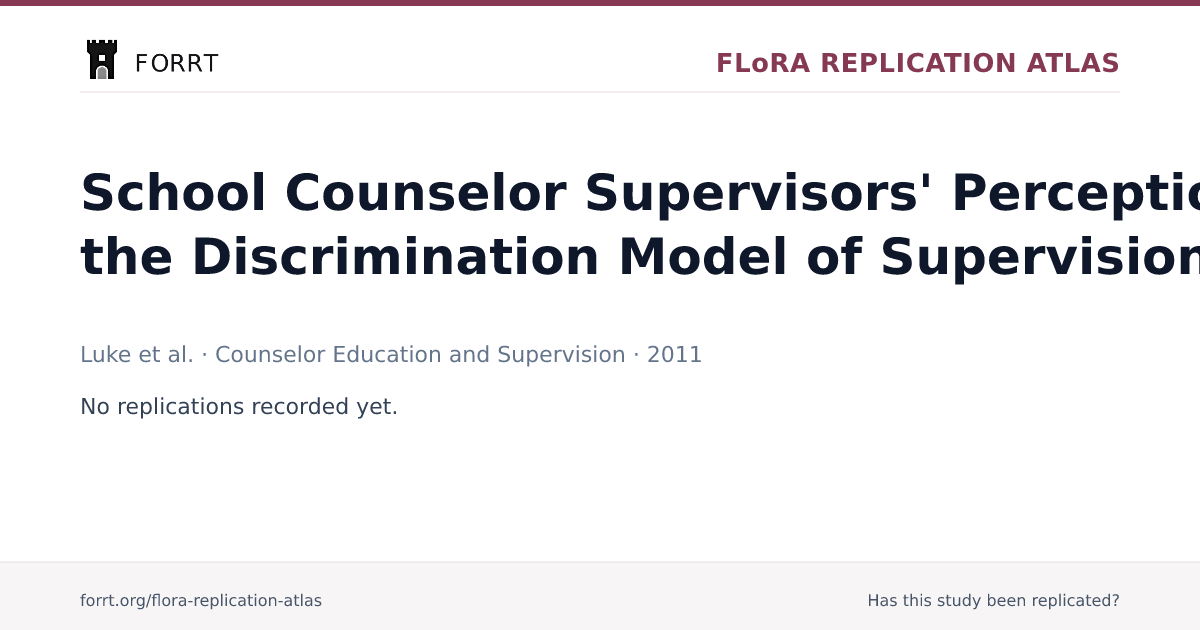 FORRT
FLoRA REPLICATION ATLAS
School Counselor Supervisors'
the Discrimination Model of Supervision
Luke et al. · Counselor Education and Supervision · 2011
No replications recorded yet.
forrt.org/flora-replication-atlas
Has this study been replicated?